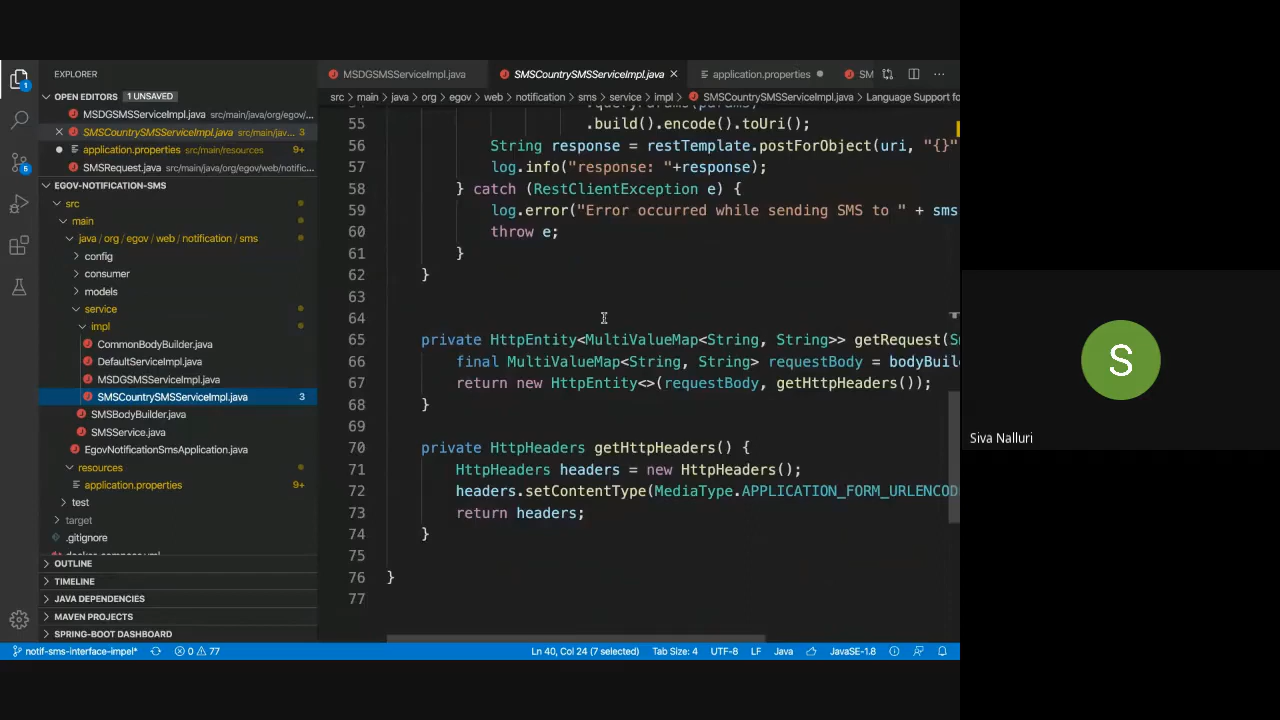 EXPLORER
OPEN EDITORS 1 UNSAVED
MSDGSMSServiceImpl.java src/main/java/org/egov/...
SMSCountrySMSServiceImpl.java src/main/jav... 3
application.properties src/main/resources 9+
SMSRequest.java src/main/java/org/egov/web/notific...
EGOV-NOTIFICATION-SMS
src
main
java / org / egov / web / notification / sms
config
consumer
models
service
impl
CommonBodyBuilder.java
DefaultServiceImpl.java
MSDGSMSServiceImpl.java
SMSCountrySMSServiceImpl.java 3
SMSBodyBuilder.java
SMSService.java
EgovNotificationSmsApplication.java
resources
application.properties 9+
test
target
.gitignore
OUTLINE
TIMELINE
JAVA DEPENDENCIES
MAVEN PROJECTS
SPRING-BOOT DASHBOARD
1
5
MSDGSMSServiceImpl.java SMSCountrySMSServiceImpl.java application.properties SM
src > main > java > org > egov > web > notification > sms > service > impl > SMSCountrySMSServiceImpl.java > Language Support fo
55 .build().encode().toUri();
56 String response = restTemplate.postForObject(uri, "{}"
57 log.info("response: "+response);
58 } catch (RestClientException e) {
59 log.error("Error occurred while sending SMS to " + sms
60 throw e;
61 }
62 }
63
64
65 private HttpEntity<MultiValueMap<String, String>> getRequest(S
66 final MultiValueMap<String, String> requestBody = bodyBuil
67 return new HttpEntity<>(requestBody, getHttpHeaders());
68 }
69
70 private HttpHeaders getHttpHeaders() {
71 HttpHeaders headers = new HttpHeaders();
72 headers.setContentType(MediaType.APPLICATION_FORM_URLENCOD
73 return headers;
74 }
75
76 }
77
notif-sms-interface-impel* 0 77 Ln 40, Col 24 (7 selected) Tab Size: 4 UTF-8 LF Java JavaSE-1.8
S
Siva Nalluri